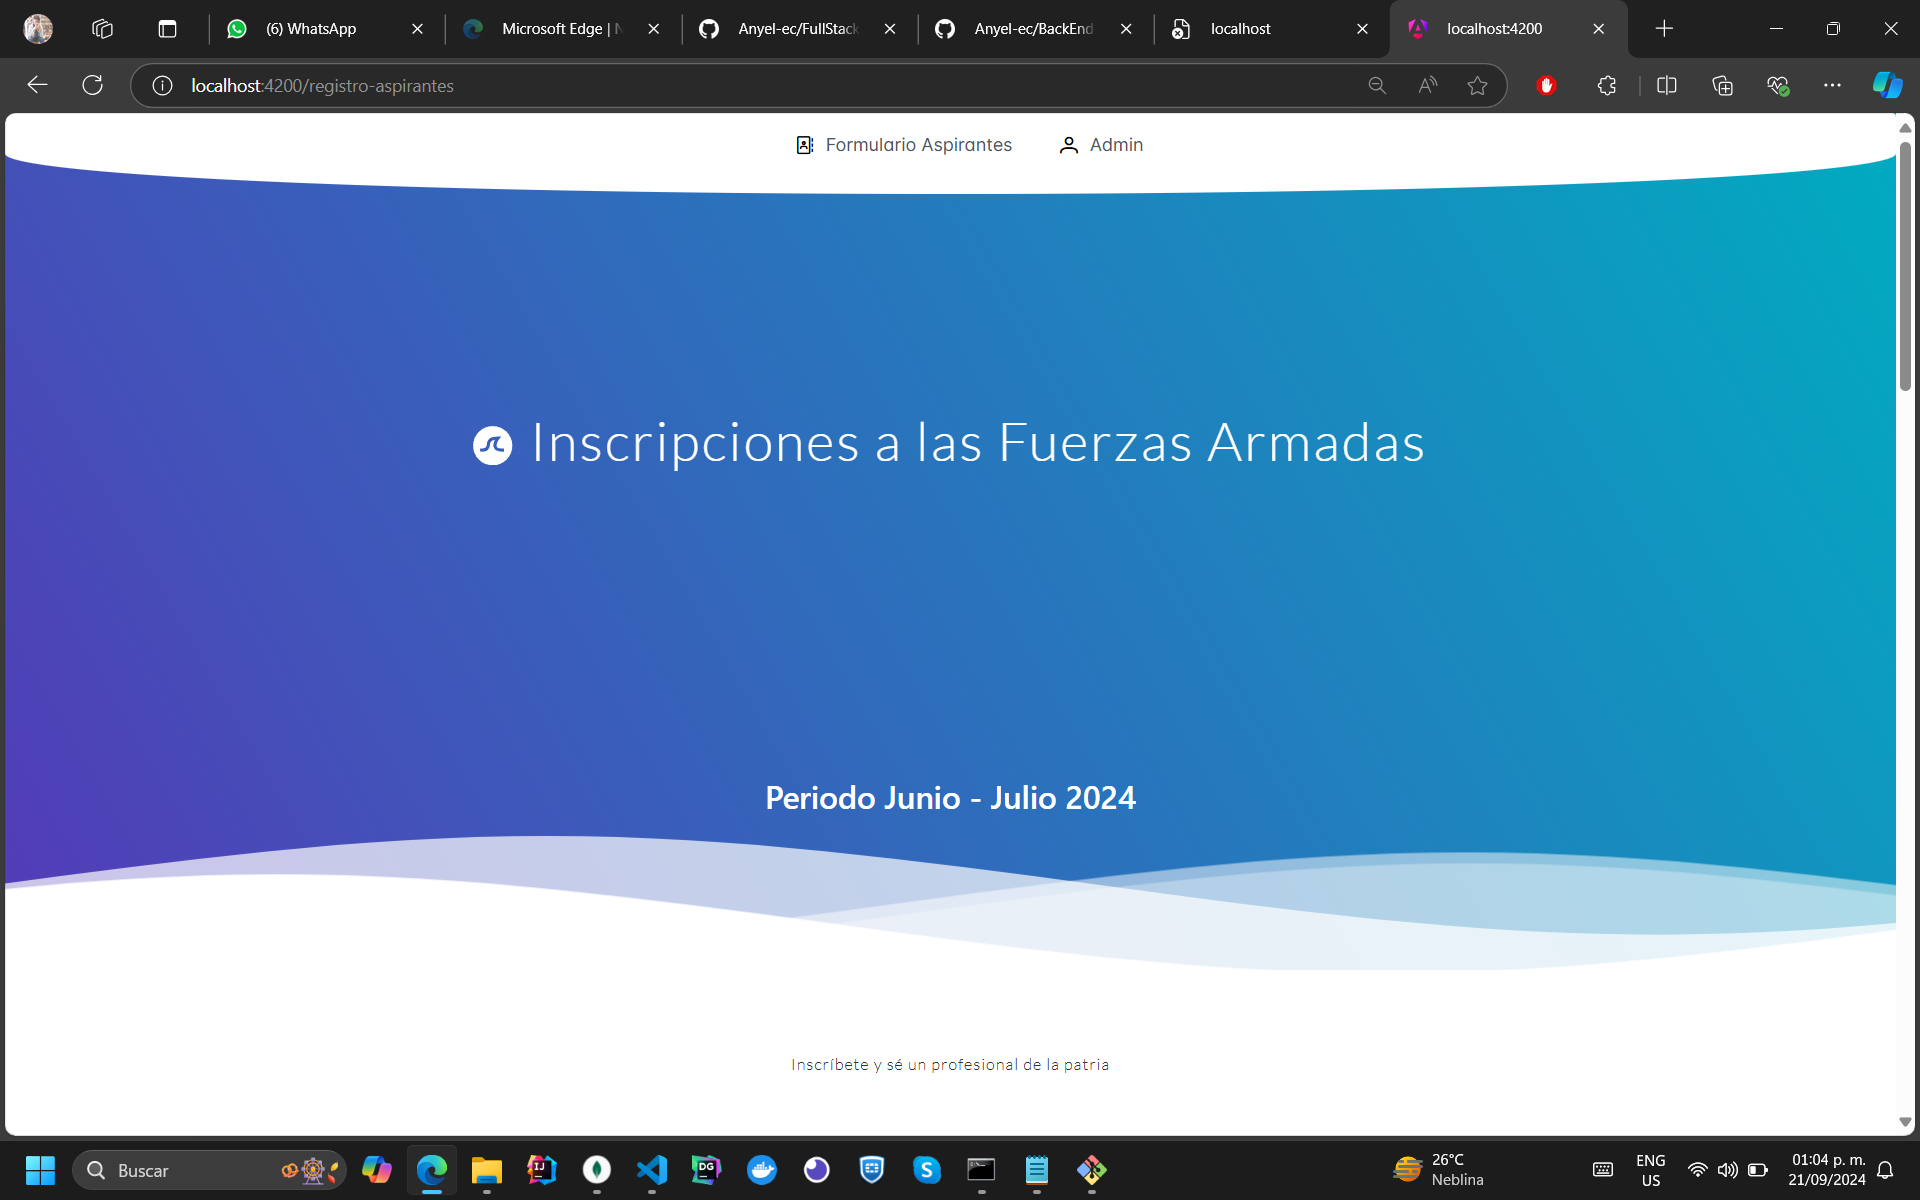 (6) WhatsApp
Microsoft Edge |
Anyel-ec/FullStack
Anyel-ec/BackEnd
localhost
localhost:4200
localhost:4200/registro-aspirantes
Formulario Aspirantes
Admin
Inscripciones a las Fuerzas Armadas
Periodo Junio - Julio 2024
Inscríbete y sé un profesional de la patria
Buscar
IJ
DG
S
26°C
Neblina
ENG
US
01:04 p. m.
21/09/2024